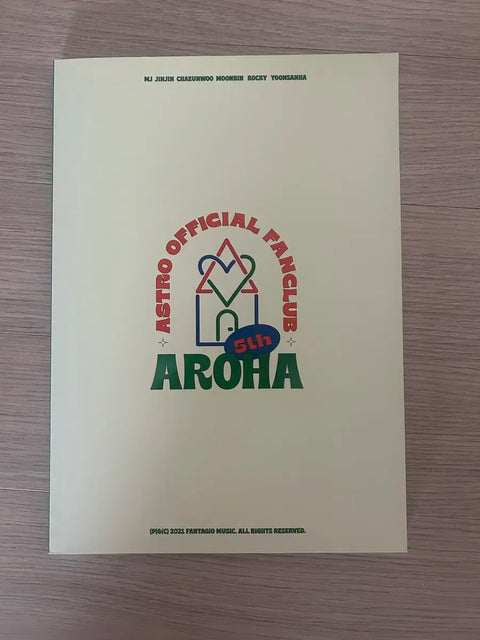 MJ JINJIN CHAEUNWOO MOONBIN ROCKY YOONSANHA
ASTRO OFFICIAL FANCLUB
5th
AROHA
(P)&(C) 2021 FANTAGIO MUSIC. ALL RIGHTS RESERVED.